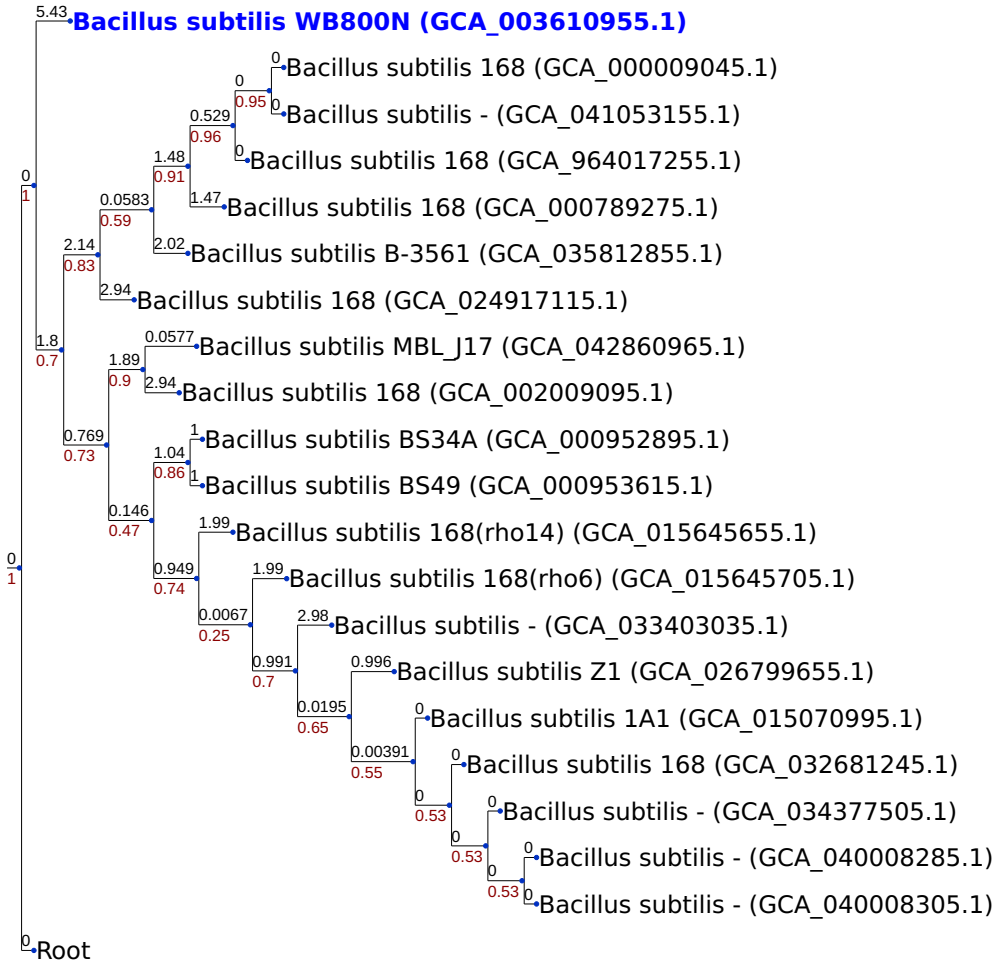 5.43
Bacillus subtilis WB800N (GCA_003610955.1)
0
Bacillus subtilis 168 (GCA_000009045.1)
0
0.95
0
Bacillus subtilis - (GCA_041053155.1)
0.529
0.96
0
Bacillus subtilis 168 (GCA_964017255.1)
1.48
0.91
0
1
1.47
Bacillus subtilis 168 (GCA_000789275.1)
0.0583
0.59
2.02
Bacillus subtilis B-3561 (GCA_035812855.1)
2.14
0.83
2.94
Bacillus subtilis 168 (GCA_024917115.1)
1.8
0.7
0.0577
Bacillus subtilis MBL_J17 (GCA_042860965.1)
1.89
0.9
2.94
Bacillus subtilis 168 (GCA_002009095.1)
0.769
0.73
1
Bacillus subtilis BS34A (GCA_000952895.1)
1.04
0.86
1
Bacillus subtilis BS49 (GCA_000953615.1)
0.146
0.47
1.99
Bacillus subtilis 168(rho14) (GCA_015645655.1)
0
1
0.949
0.74
1.99
Bacillus subtilis 168(rho6) (GCA_015645705.1)
0.0067
0.25
2.98
Bacillus subtilis - (GCA_033403035.1)
0.991
0.7
0.996
Bacillus subtilis Z1 (GCA_026799655.1)
0.0195
0.65
0
Bacillus subtilis 1A1 (GCA_015070995.1)
0.00391
0.55
0
Bacillus subtilis 168 (GCA_032681245.1)
0
0.53
0
Bacillus subtilis - (GCA_034377505.1)
0
0.53
0
Bacillus subtilis - (GCA_040008285.1)
0
0.53
0
Bacillus subtilis - (GCA_040008305.1)
0
Root